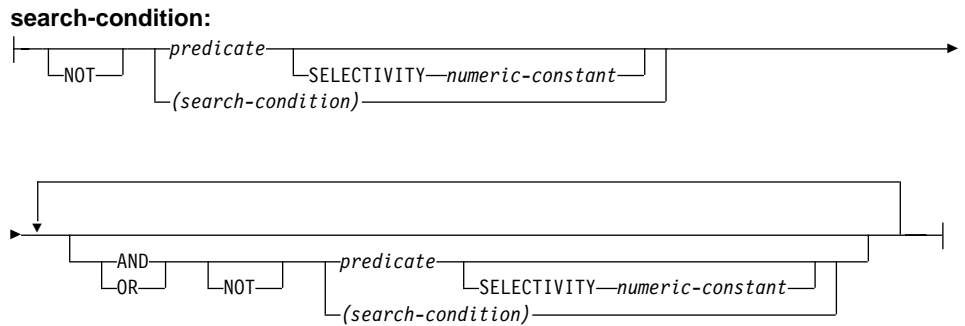 search-condition:
predicate
NOT SELECTIVITY numeric-constant
(search-condition)
AND predicate
OR NOT SELECTIVITY numeric-constant
(search-condition)